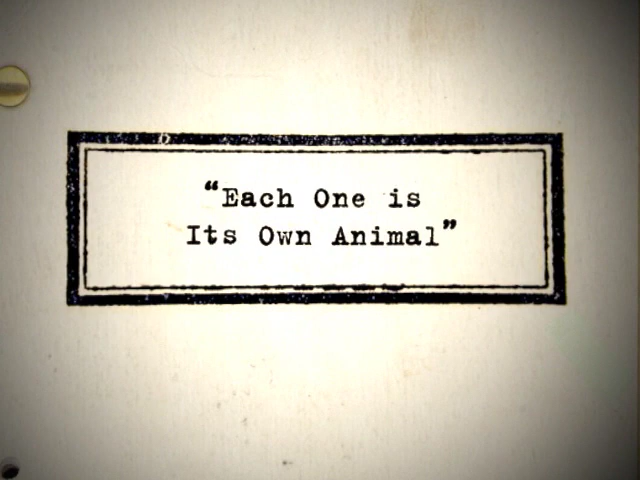 “Each One is
Its Own Animal”